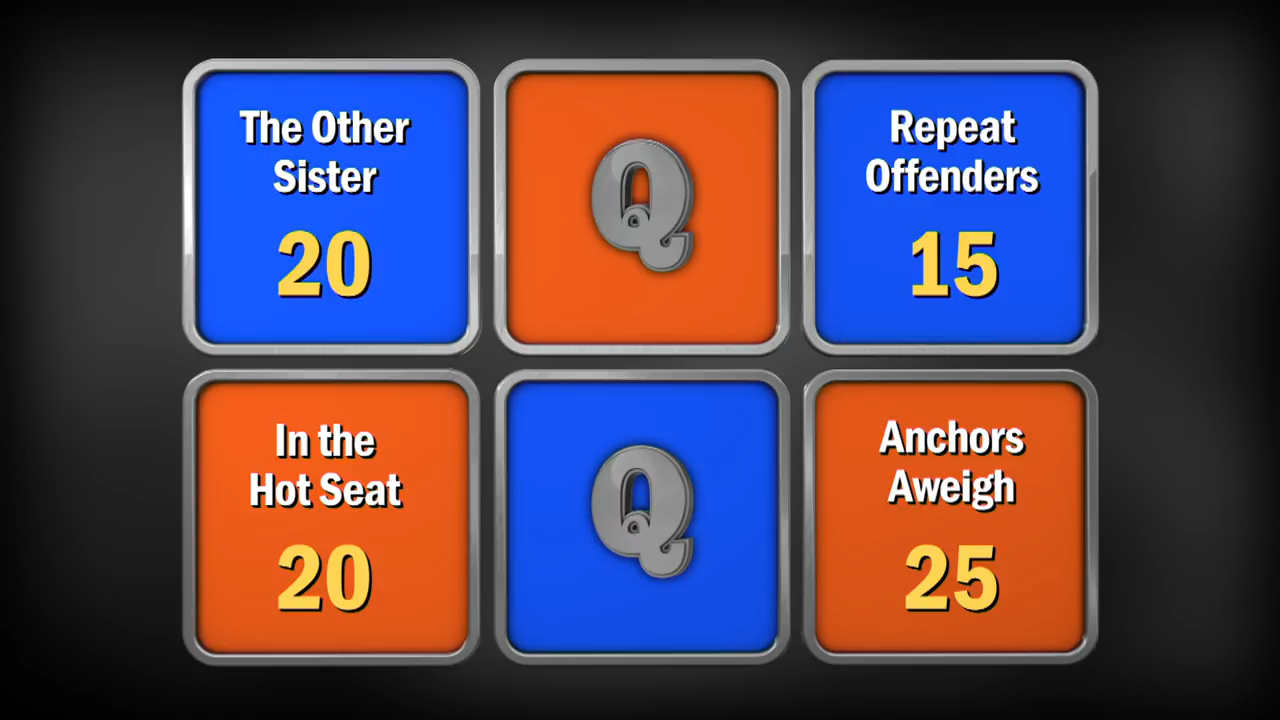 The Other
Sister
20
Q
Repeat
Offenders
15
In the
Hot Seat
20
Q
Anchors
Aweigh
25